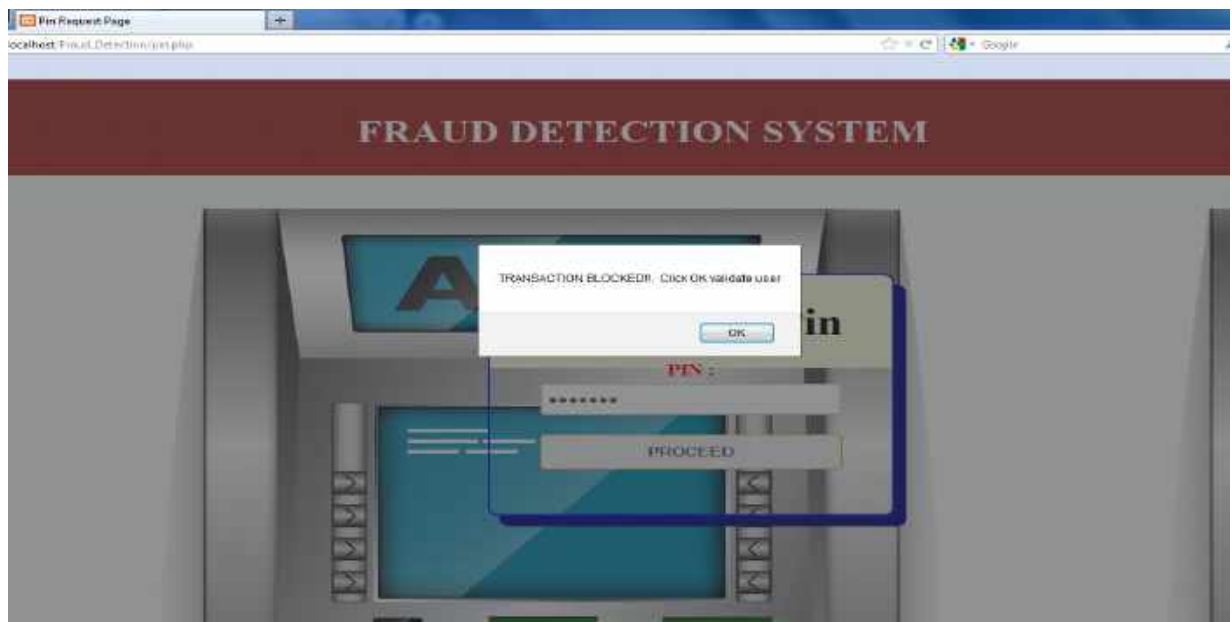 Pin Request Page
localhost/Fraud_Detection/pin.php
Google
FRAUD DETECTION SYSTEM
A
TRANSACTION BLOCKED!!. Click OK validate user
OK
in
PIN :
•••••••
PROCEED